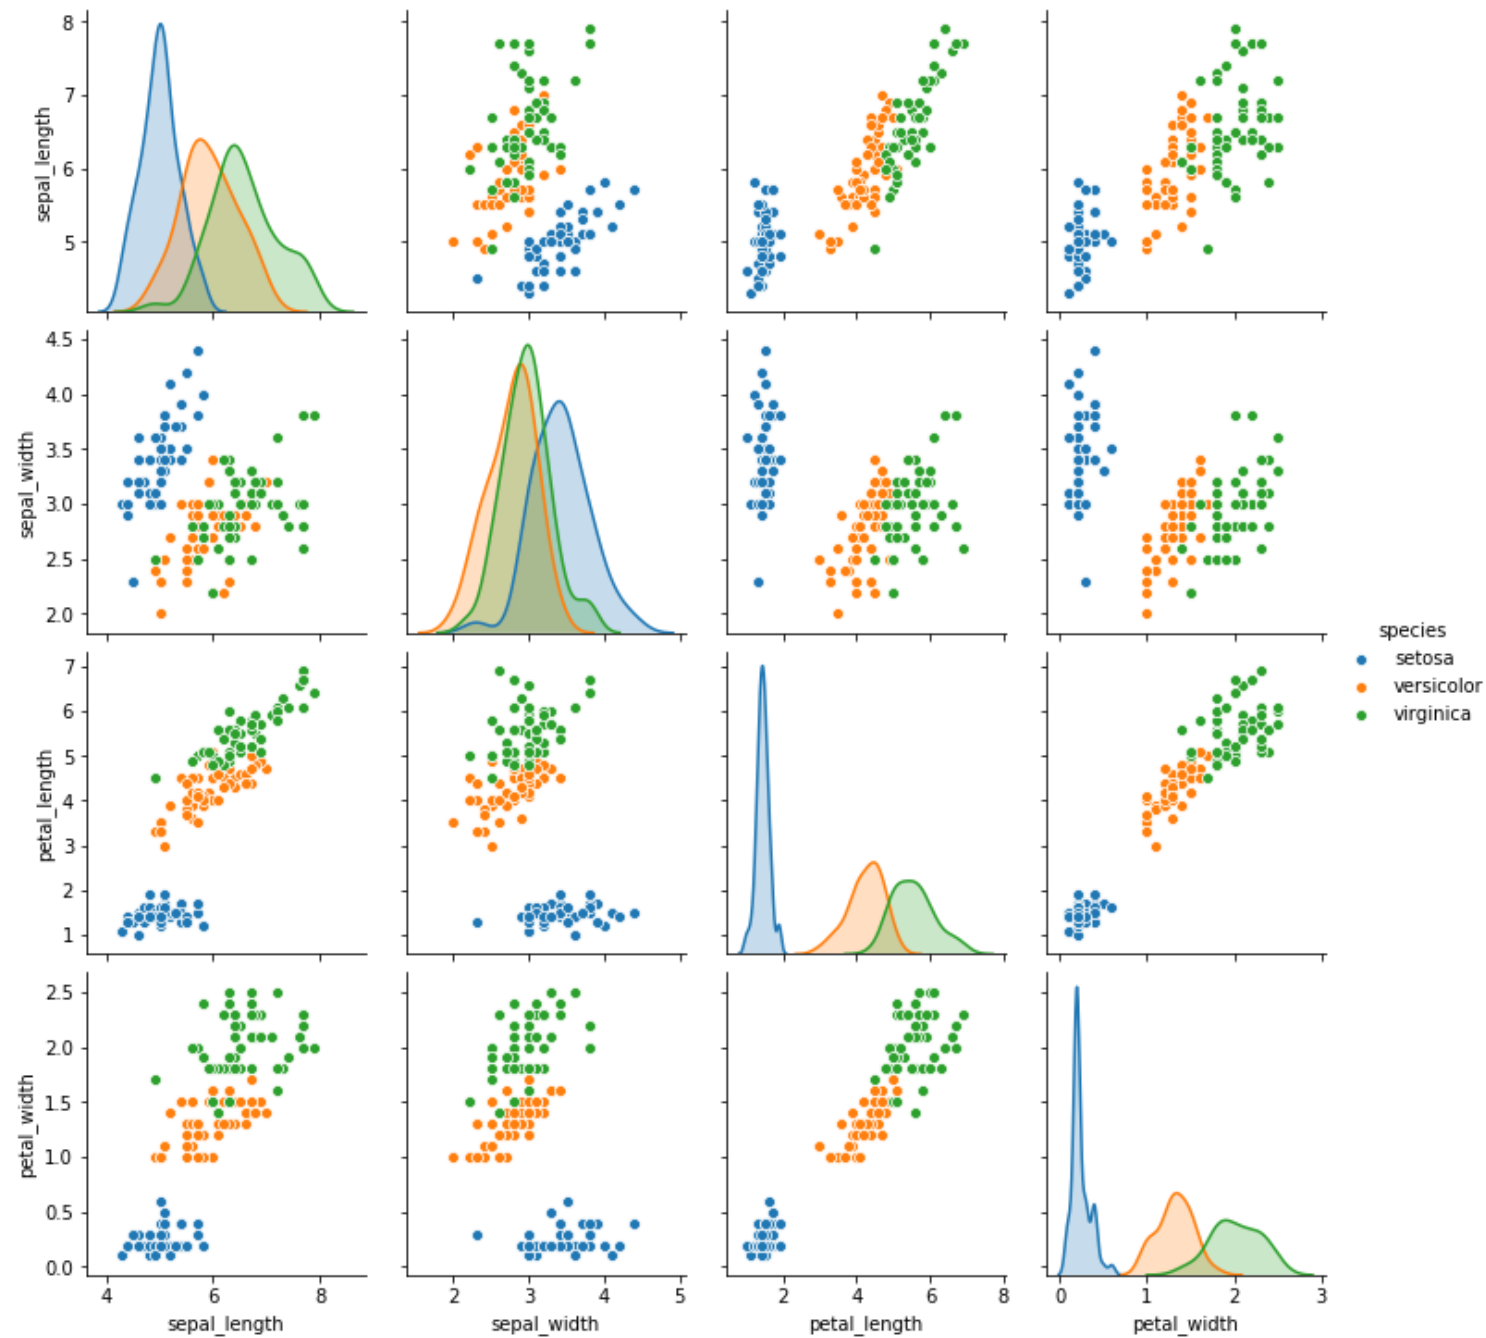 8
7
6
5
sepal_length
4.5
4.0
3.5
3.0
2.5
2.0
sepal_width
species
setosa
versicolor
virginica
7
6
5
4
3
2
1
petal_length
2.5
2.0
1.5
1.0
0.5
0.0
petal_width
4 6 8 2 3 4 5 2 4 6 8 0 1 2 3
sepal_length sepal_width petal_length petal_width